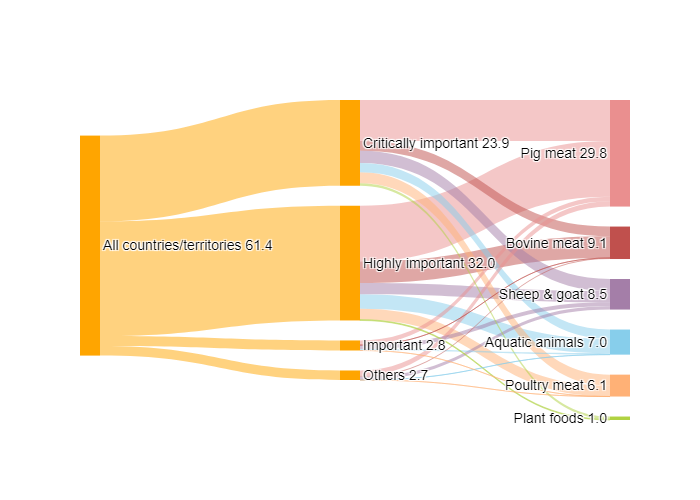 All countries/territories 61.4
Critically important 23.9
Highly important 32.0
Important 2.8
Others 2.7
Pig meat 29.8
Bovine meat 9.1
Sheep & goat 8.5
Aquatic animals 7.0
Poultry meat 6.1
Plant foods 1.0